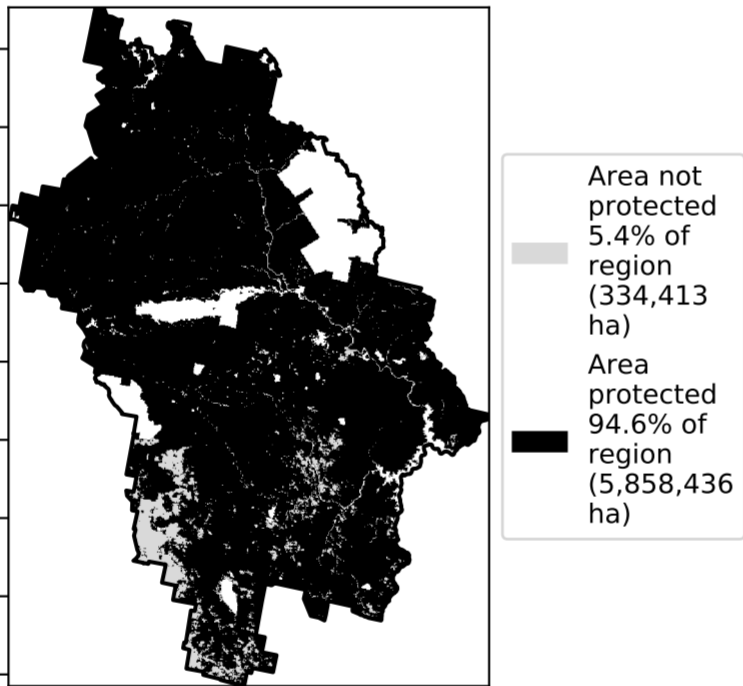 Area not
protected
5.4% of
region
(334,413
ha)
Area
protected
94.6% of
region
(5,858,436
ha)